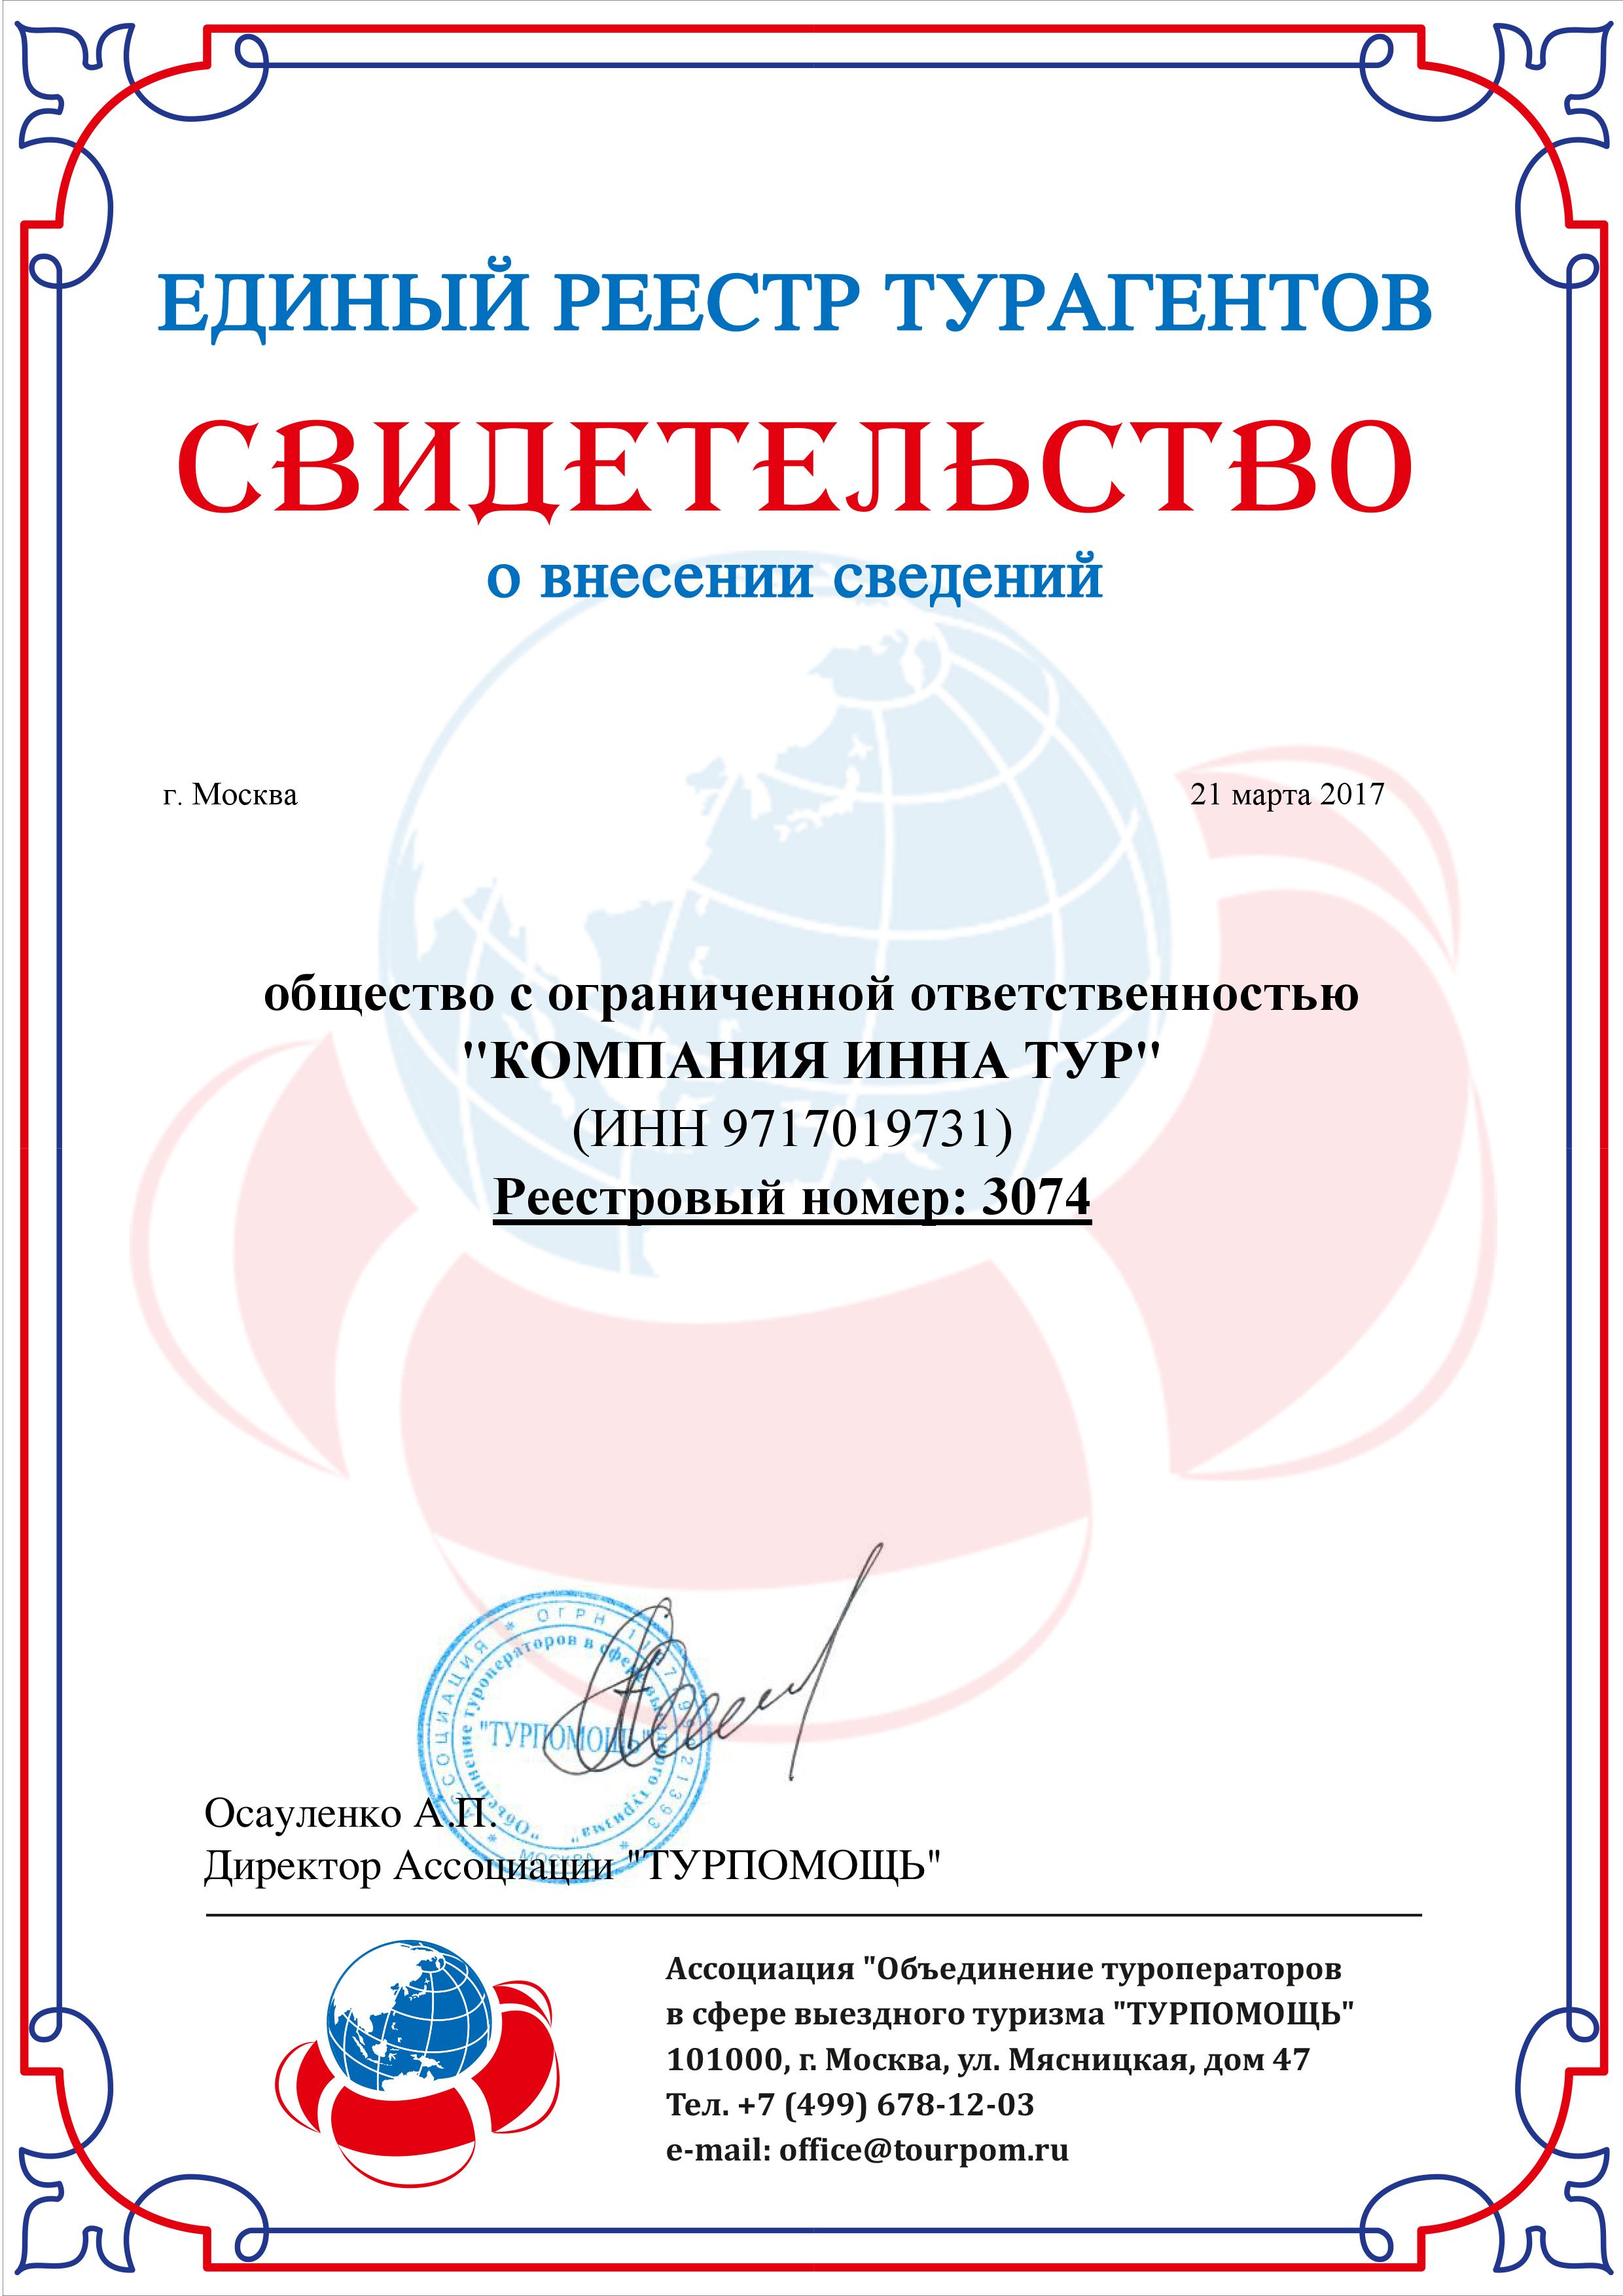 ЕДИНЫЙ РЕЕСТР ТУРАГЕНТОВ
СВИДЕТЕЛЬСТВО
о внесении сведений
г. Москва
21 марта 2017
общество с ограниченной ответственностью
"КОМПАНИЯ ИННА ТУР"
(ИНН 9717019731)
Реестровый номер: 3074
АССОЦИАЦИЯ * ОГРН
"Объединение туроператоров в сфере выездного туризма"
"ТУРПОМОЩЬ"
МОСКВА
Осауленко А.П.
Директор Ассоциации "ТУРПОМОЩЬ"
Ассоциация "Объединение туроператоров
в сфере выездного туризма "ТУРПОМОЩЬ"
101000, г. Москва, ул. Мясницкая, дом 47
Тел. +7 (499) 678-12-03
e-mail: office@tourpom.ru